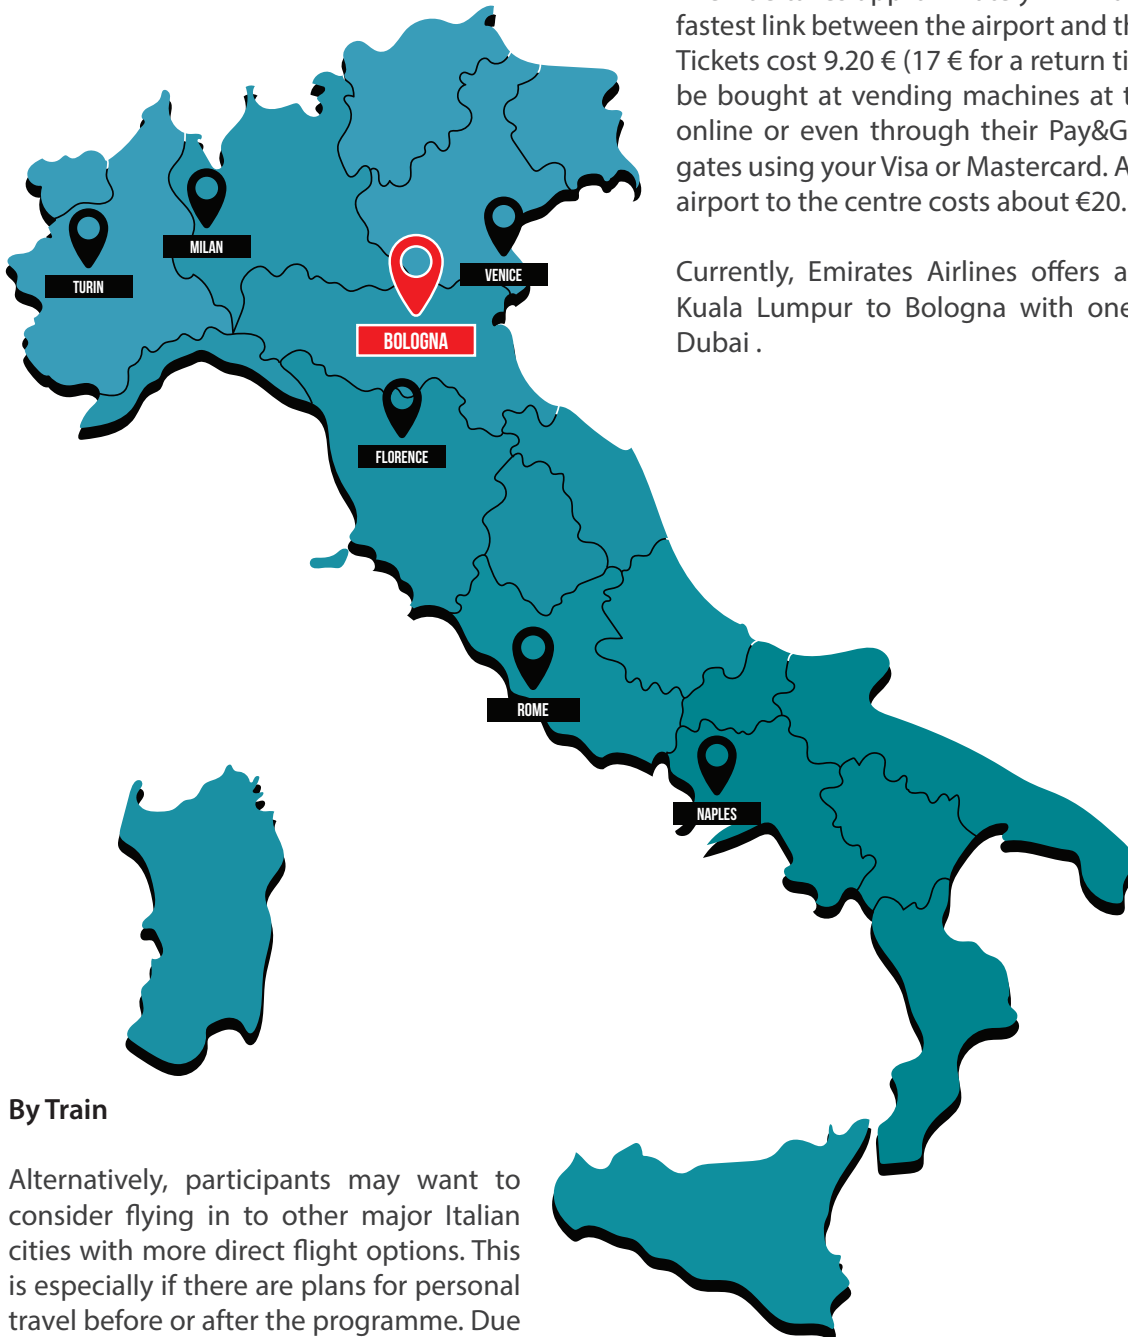 fastest link between the airport and th
Tickets cost 9.20 € (17 € for a return ti
be bought at vending machines at t
online or even through their Pay&G
gates using your Visa or Mastercard. A
airport to the centre costs about €20.
Currently, Emirates Airlines offers a
Kuala Lumpur to Bologna with one
Dubai .
MILAN
VENICE
TURIN
BOLOGNA
FLORENCE
ROME
NAPLES
By Train
Alternatively, participants may want to
consider flying in to other major Italian
cities with more direct flight options. This
is especially if there are plans for personal
travel before or after the programme. Due